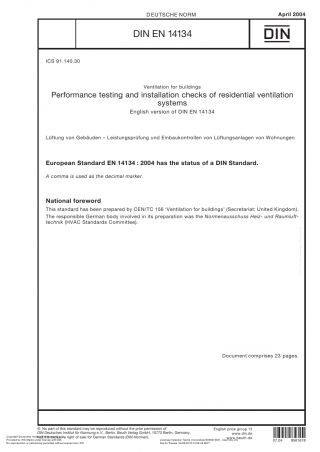 DEUTSCHE NORM
April 2004
DIN EN 14134
DIN
ICS 91.140.30
Ventilation for buildings
Performance testing and installation checks of residential ventilation
systems
English version of DIN EN 14134
Lüftung von Gebäuden – Leistungsprüfung und Einbaukontrollen von Lüftungsanlagen von Wohnungen
European Standard EN 14134 : 2004 has the status of a DIN Standard.
A comma is used as the decimal marker.
National foreword
This standard has been prepared by CEN/TC 156 'Ventilation for buildings' (Secretariat: United Kingdom).
The responsible German body involved in its preparation was the Normenausschuss Heiz- und Raumluft-
technik (HVAC Standards Committee).
Document comprises 23 pages.
© No part of this standard may be reproduced without the prior permission of
DIN Deutsches Institut für Normung e.V., Berlin. Beuth Verlag GmbH, 10772 Berlin, Germany,
right of sale for German Standards (DIN-Normen).
English price group 11
www.din.de
www.beuth.de
07.04